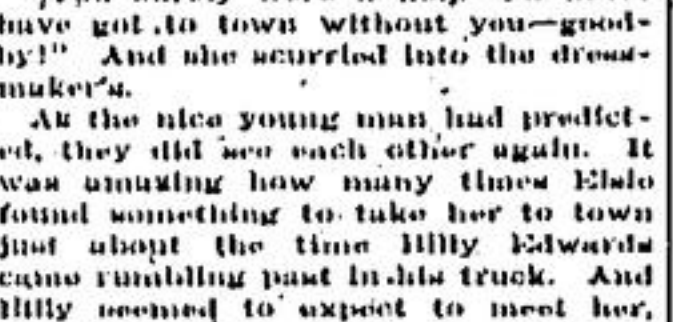 have got to town without you—good-
by!" And she scurried into the dress-
maker's.
As the nice young man had predict-
ed, they did see each other again. It
was amusing how many times Elsie
found something to take her to town
just about the time Billy Edwards
came rumbling past in his truck. And
Billy seemed to expect to meet her,